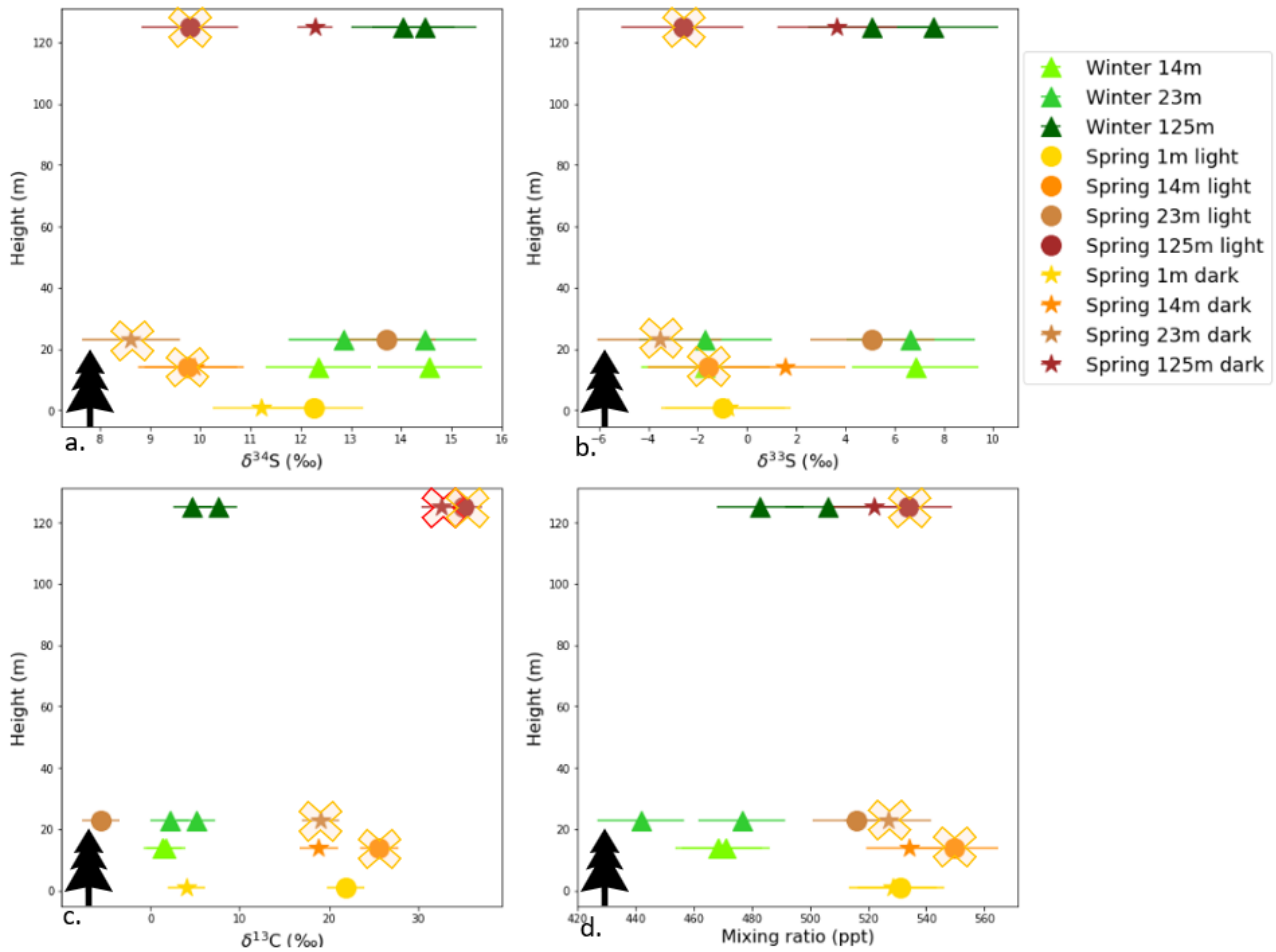 120
100
80
60
40
20
0
Height (m)
8 9 10 11 12 13 14 15 16
δ³⁴S (‰)
a.
120
100
80
60
40
20
0
Height (m)
−6 −4 −2 0 2 4 6 8 10
δ³³S (‰)
b.
Winter 14m
Winter 23m
Winter 125m
Spring 1m light
Spring 14m light
Spring 23m light
Spring 125m light
Spring 1m dark
Spring 14m dark
Spring 23m dark
Spring 125m dark
120
100
80
60
40
20
0
Height (m)
0 10 20 30
δ¹³C (‰)
c.
120
100
80
60
40
20
0
Height (m)
420 440 460 480 500 520 540 560
Mixing ratio (ppt)
d.